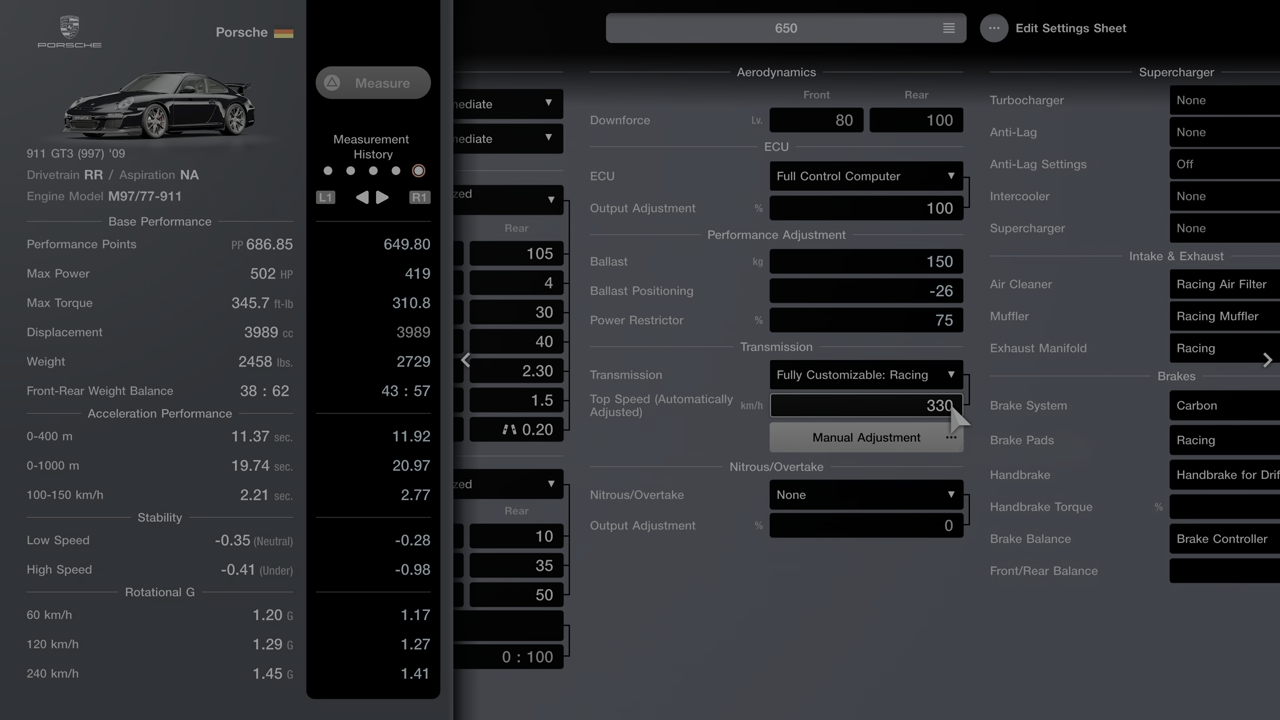 PORSCHE
Porsche
911 GT3 (997) '09
Drivetrain RR / Aspiration NA
Engine Model M97/77-911
Measure
Measurement
History
L1 R1
Base Performance
Performance Points PP 686.85 649.80
Max Power 502 HP 419
Max Torque 345.7 ft-lb 310.8
Displacement 3989 cc 3989
Weight 2458 lbs. 2729
Front-Rear Weight Balance 38 : 62 43 : 57
Acceleration Performance
0-400 m 11.37 sec. 11.92
0-1000 m 19.74 sec. 20.97
100-150 km/h 2.21 sec. 2.77
Stability
Low Speed -0.35 (Neutral) -0.28
High Speed -0.41 (Under) -0.98
Rotational G
60 km/h 1.20 G 1.17
120 km/h 1.29 G 1.27
240 km/h 1.45 G 1.41
650
Edit Settings Sheet
nediate
nediate
zed
Rear
105
4
30
40
2.30
1.5
0.20
zed
Rear
10
35
50
0 : 100
Aerodynamics
Front Rear
Downforce Lv. 80 100
ECU
ECU Full Control Computer
Output Adjustment % 100
Performance Adjustment
Ballast kg 150
Ballast Positioning -26
Power Restrictor % 75
Transmission
Transmission Fully Customizable: Racing
Top Speed (Automatically
Adjusted) km/h 330
Manual Adjustment
Nitrous/Overtake
Nitrous/Overtake None
Output Adjustment % 0
Supercharger
Turbocharger None
Anti-Lag None
Anti-Lag Settings Off
Intercooler None
Supercharger None
Intake & Exhaust
Air Cleaner Racing Air Filter
Muffler Racing Muffler
Exhaust Manifold Racing
Brakes
Brake System Carbon
Brake Pads Racing
Handbrake Handbrake for Drif
Handbrake Torque %
Brake Balance Brake Controller
Front/Rear Balance